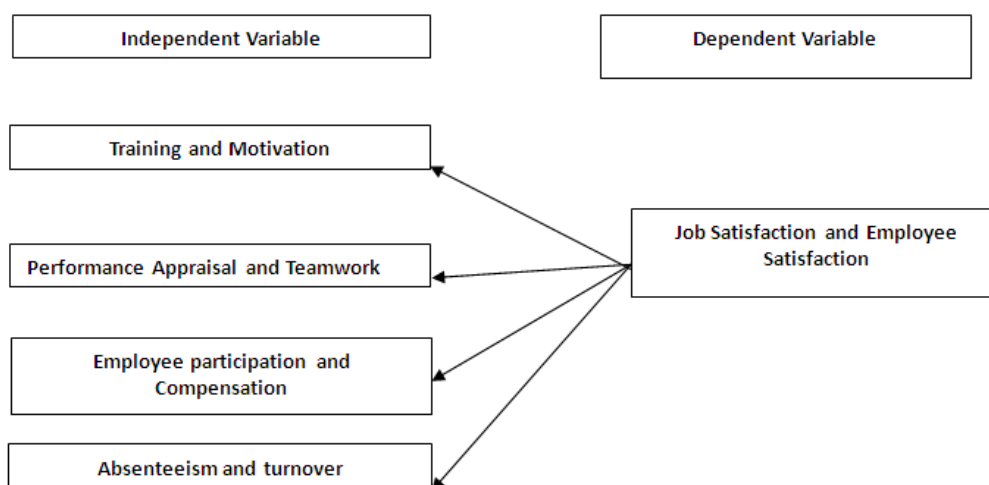 Independent Variable
Dependent Variable
Training and Motivation
Job Satisfaction and Employee
Satisfaction
Performance Appraisal and Teamwork
Employee participation and
Compensation
Absenteeism and turnover